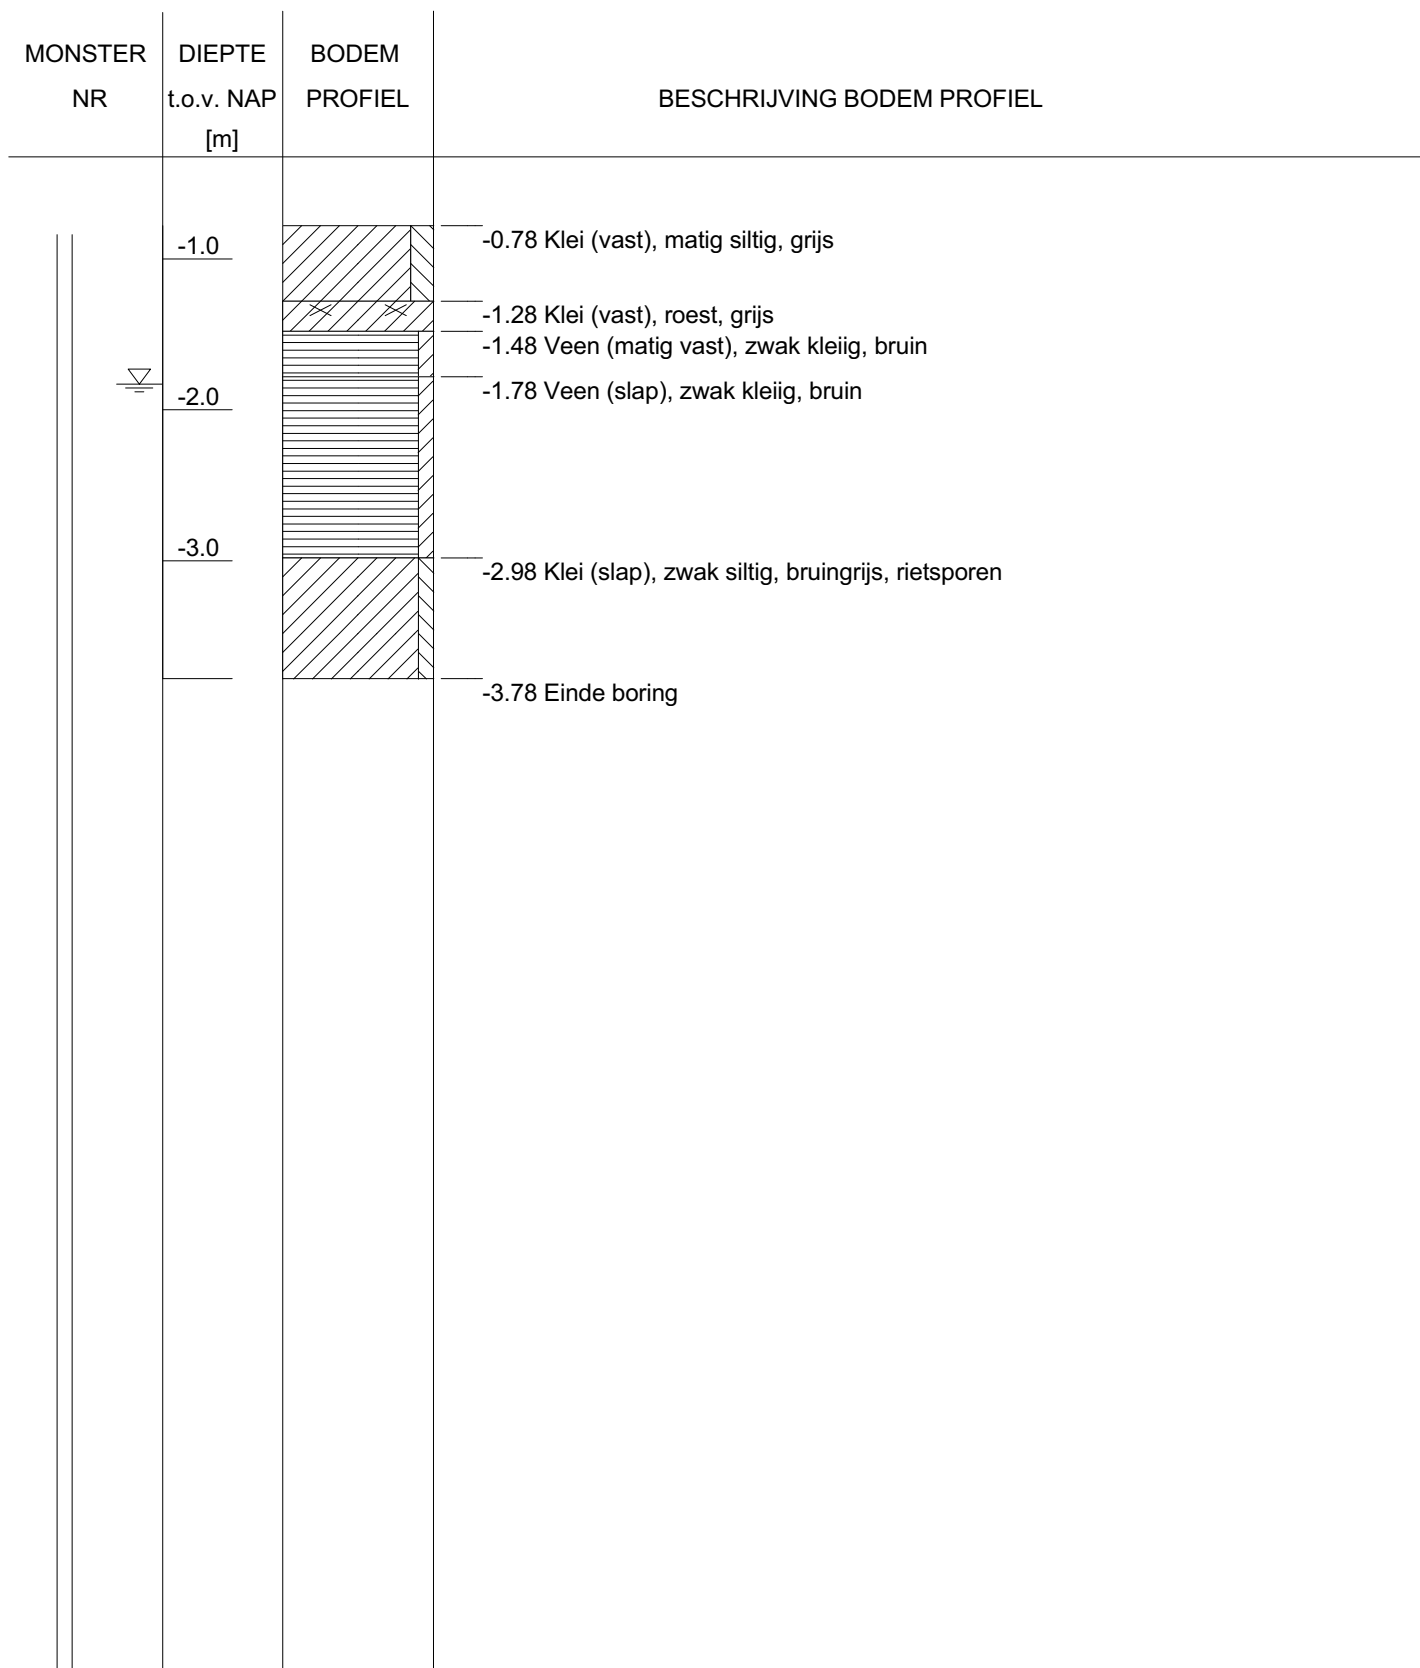 MONSTER DIEPTE BODEM
NR t.o.v. NAP PROFIEL BESCHRIJVING BODEM PROFIEL
[m]
-0.78 Klei (vast), matig siltig, grijs
-1.0
-1.28 Klei (vast), roest, grijs
-1.48 Veen (matig vast), zwak kleiig, bruin
-1.78 Veen (slap), zwak kleiig, bruin
-2.0
-3.0
-2.98 Klei (slap), zwak siltig, bruingrijs, rietsporen
-3.78 Einde boring